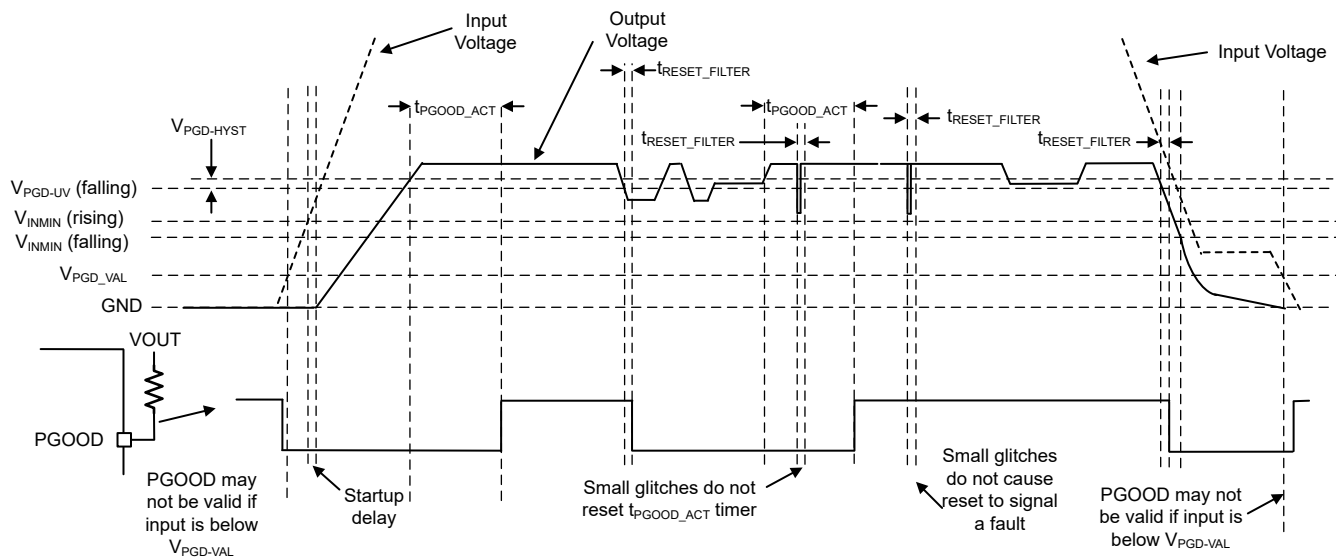 Input
Voltage
Output
Voltage
Input Voltage
tRESET_FILTER
tPGOOD_ACT
tPGOOD_ACT
tRESET_FILTER
VPGD-HYST
tRESET_FILTER
tRESET_FILTER
VPGD-UV (falling)
VINMIN (rising)
VINMIN (falling)
VPGD_VAL
GND
VOUT
PGOOD
PGOOD may
not be valid if
input is below
VPGD-VAL
Startup
delay
Small glitches do not
reset tPGOOD_ACT timer
Small glitches
do not cause
reset to signal
a fault
PGOOD may not
be valid if input is
below VPGD-VAL